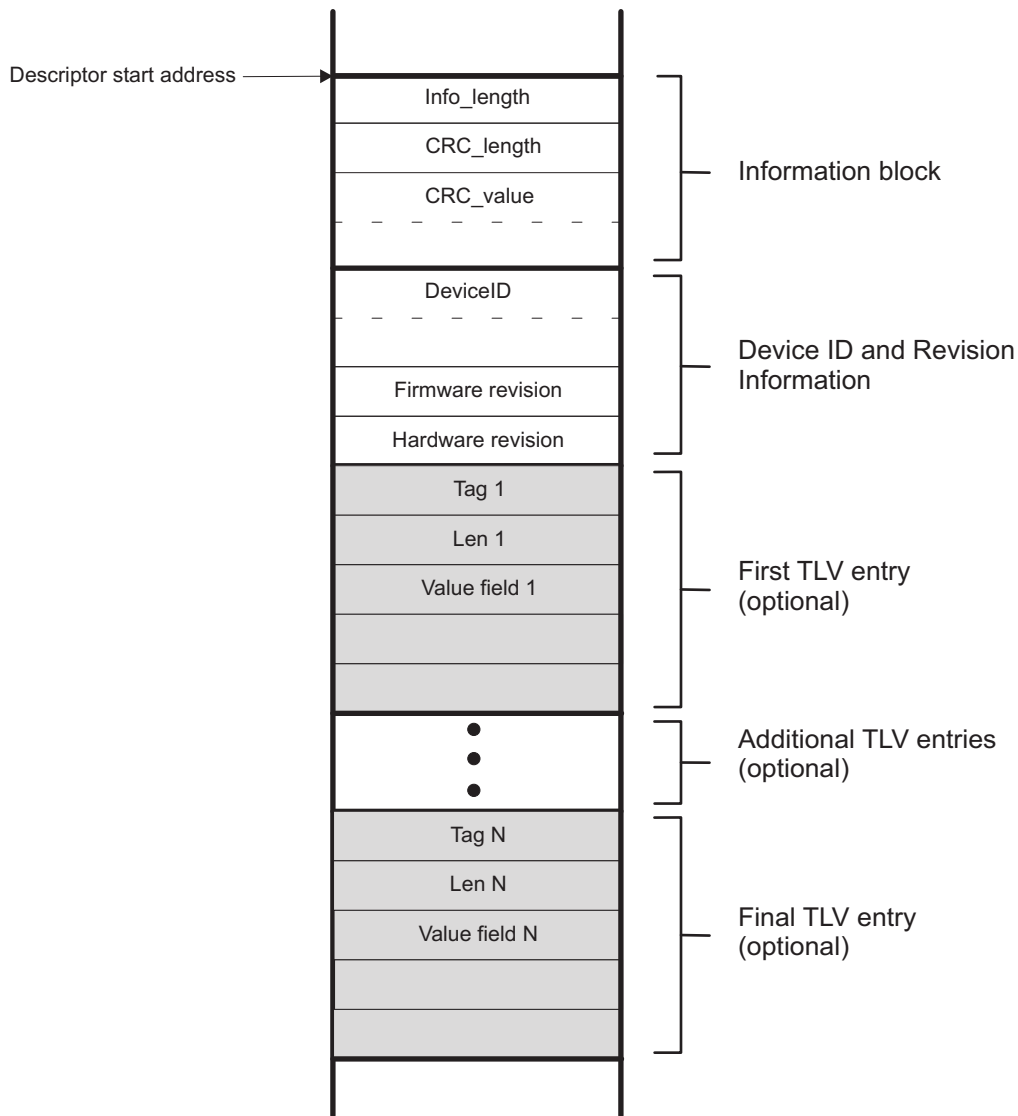 Descriptor start address
Info_length
CRC_length
CRC_value
Information block
DeviceID
Firmware revision
Hardware revision
Device ID and Revision
Information
Tag 1
Len 1
Value field 1
First TLV entry
(optional)
Additional TLV entries
(optional)
Tag N
Len N
Value field N
Final TLV entry
(optional)